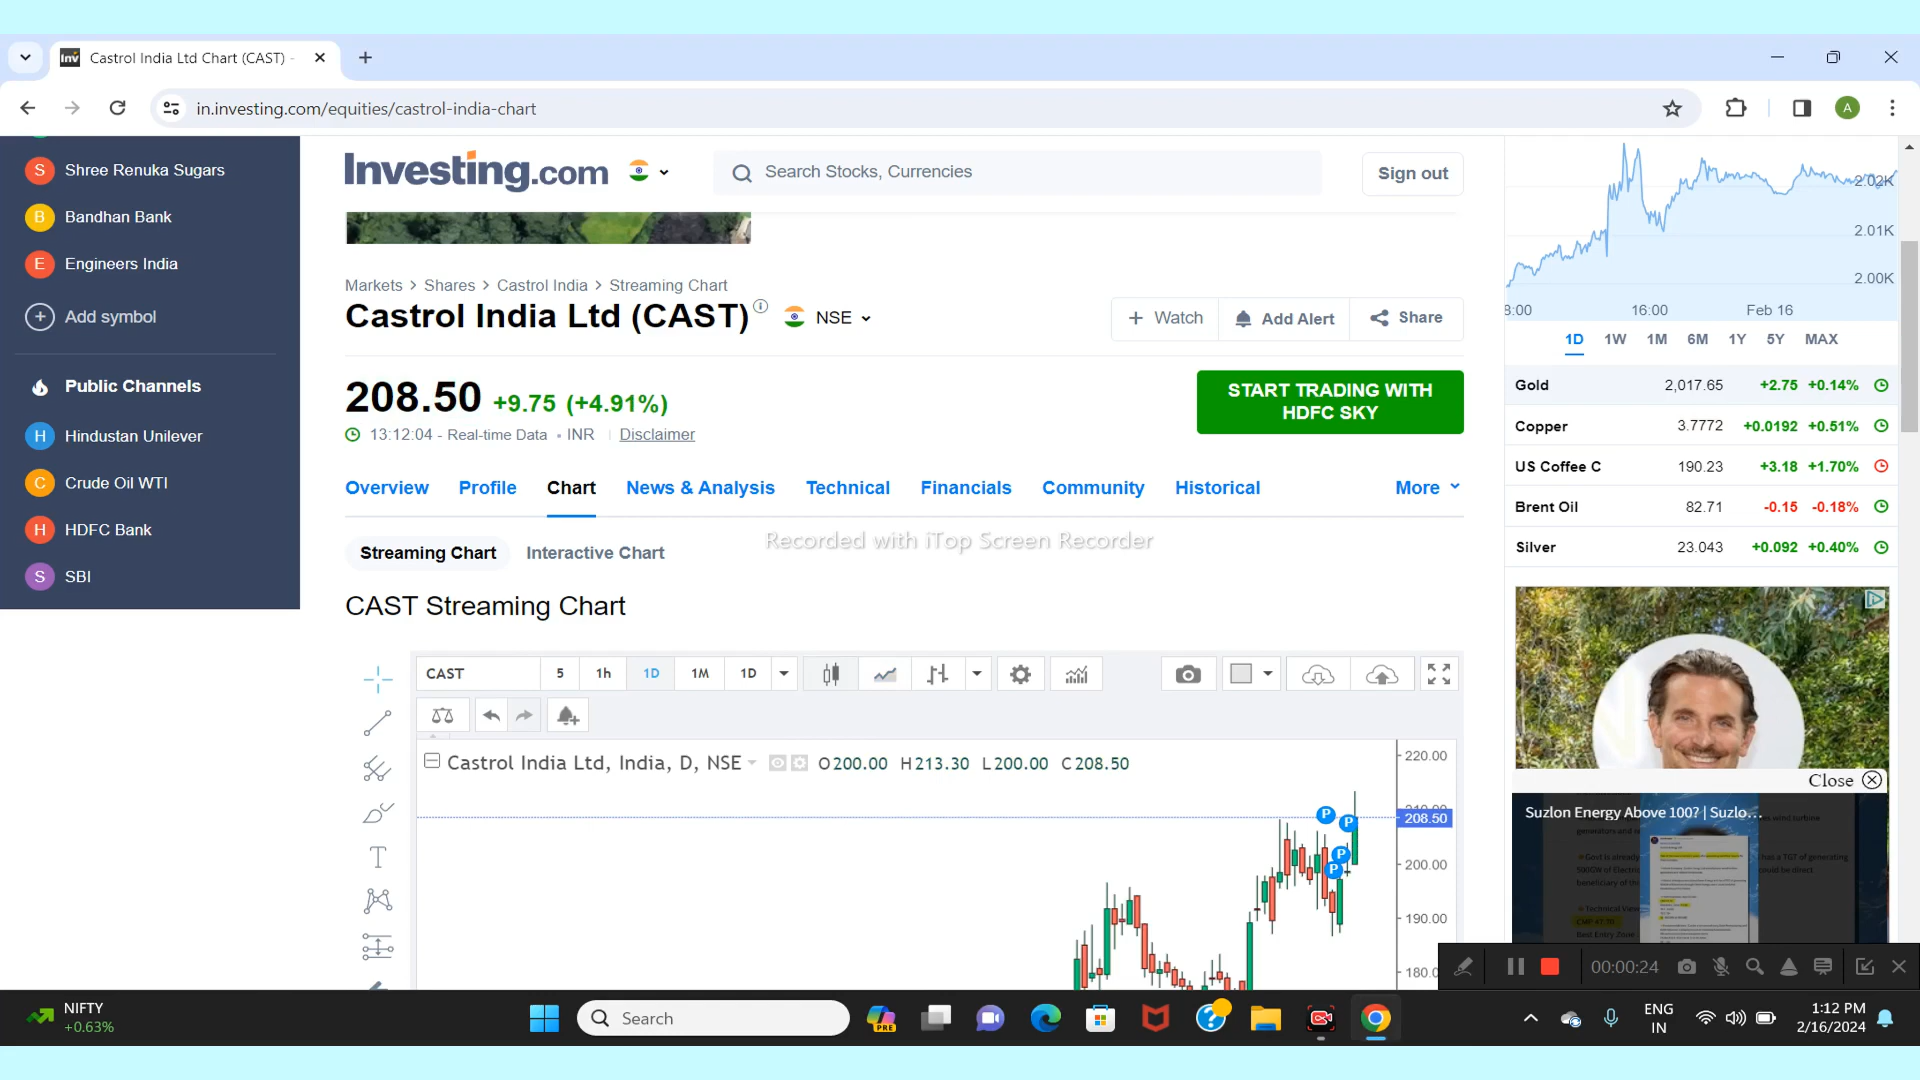 Castrol India Ltd Chart (CAST) -
in.investing.com/equities/castrol-india-chart
A
S Shree Renuka Sugars
B Bandhan Bank
E Engineers India
+ Add symbol
Public Channels
H Hindustan Unilever
C Crude Oil WTI
H HDFC Bank
S SBI
Investing.com
Search Stocks, Currencies
Sign out
Markets > Shares > Castrol India > Streaming Chart
Castrol India Ltd (CAST)
NSE
+ Watch
Add Alert
Share
208.50 +9.75 (+4.91%)
13:12:04 - Real-time Data • INR
Disclaimer
START TRADING WITH
HDFC SKY
Overview Profile Chart News & Analysis Technical Financials Community Historical More
Recorded with iTop Screen Recorder
Streaming Chart Interactive Chart
CAST Streaming Chart
CAST 5 1h 1D 1M 1D
Castrol India Ltd, India, D, NSE O200.00 H213.30 L200.00 C208.50
220.00
208.50
200.00
190.00
180.0
P
P
P
P
2.02K
2.01K
2.00K
16:00 Feb 16
1D 1W 1M 6M 1Y 5Y MAX
Gold 2,017.65 +2.75 +0.14%
Copper 3.7772 +0.0192 +0.51%
US Coffee C 190.23 +3.18 +1.70%
Brent Oil 82.71 -0.15 -0.18%
Silver 23.043 +0.092 +0.40%
Close
Suzlon Energy Above 100? | Suzlo...
00:00:24
NIFTY
+0.63%
Search
PRE
ENG
IN
1:12 PM
2/16/2024